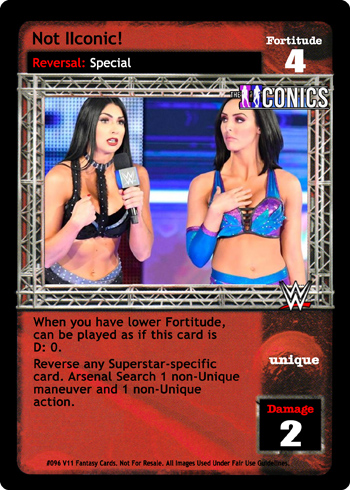 Not IIconic!
Fortitude
4
Reversal: Special
THE IICONICS
W
When you have lower Fortitude,
can be played as if this card is
D: 0.
Reverse any Superstar-specific
card. Arsenal Search 1 non-Unique
maneuver and 1 non-Unique
action.
unique
Damage
2
#096 V11 Fantasy Cards. Not For Resale. All Images Used Under Fair Use Guidelines.